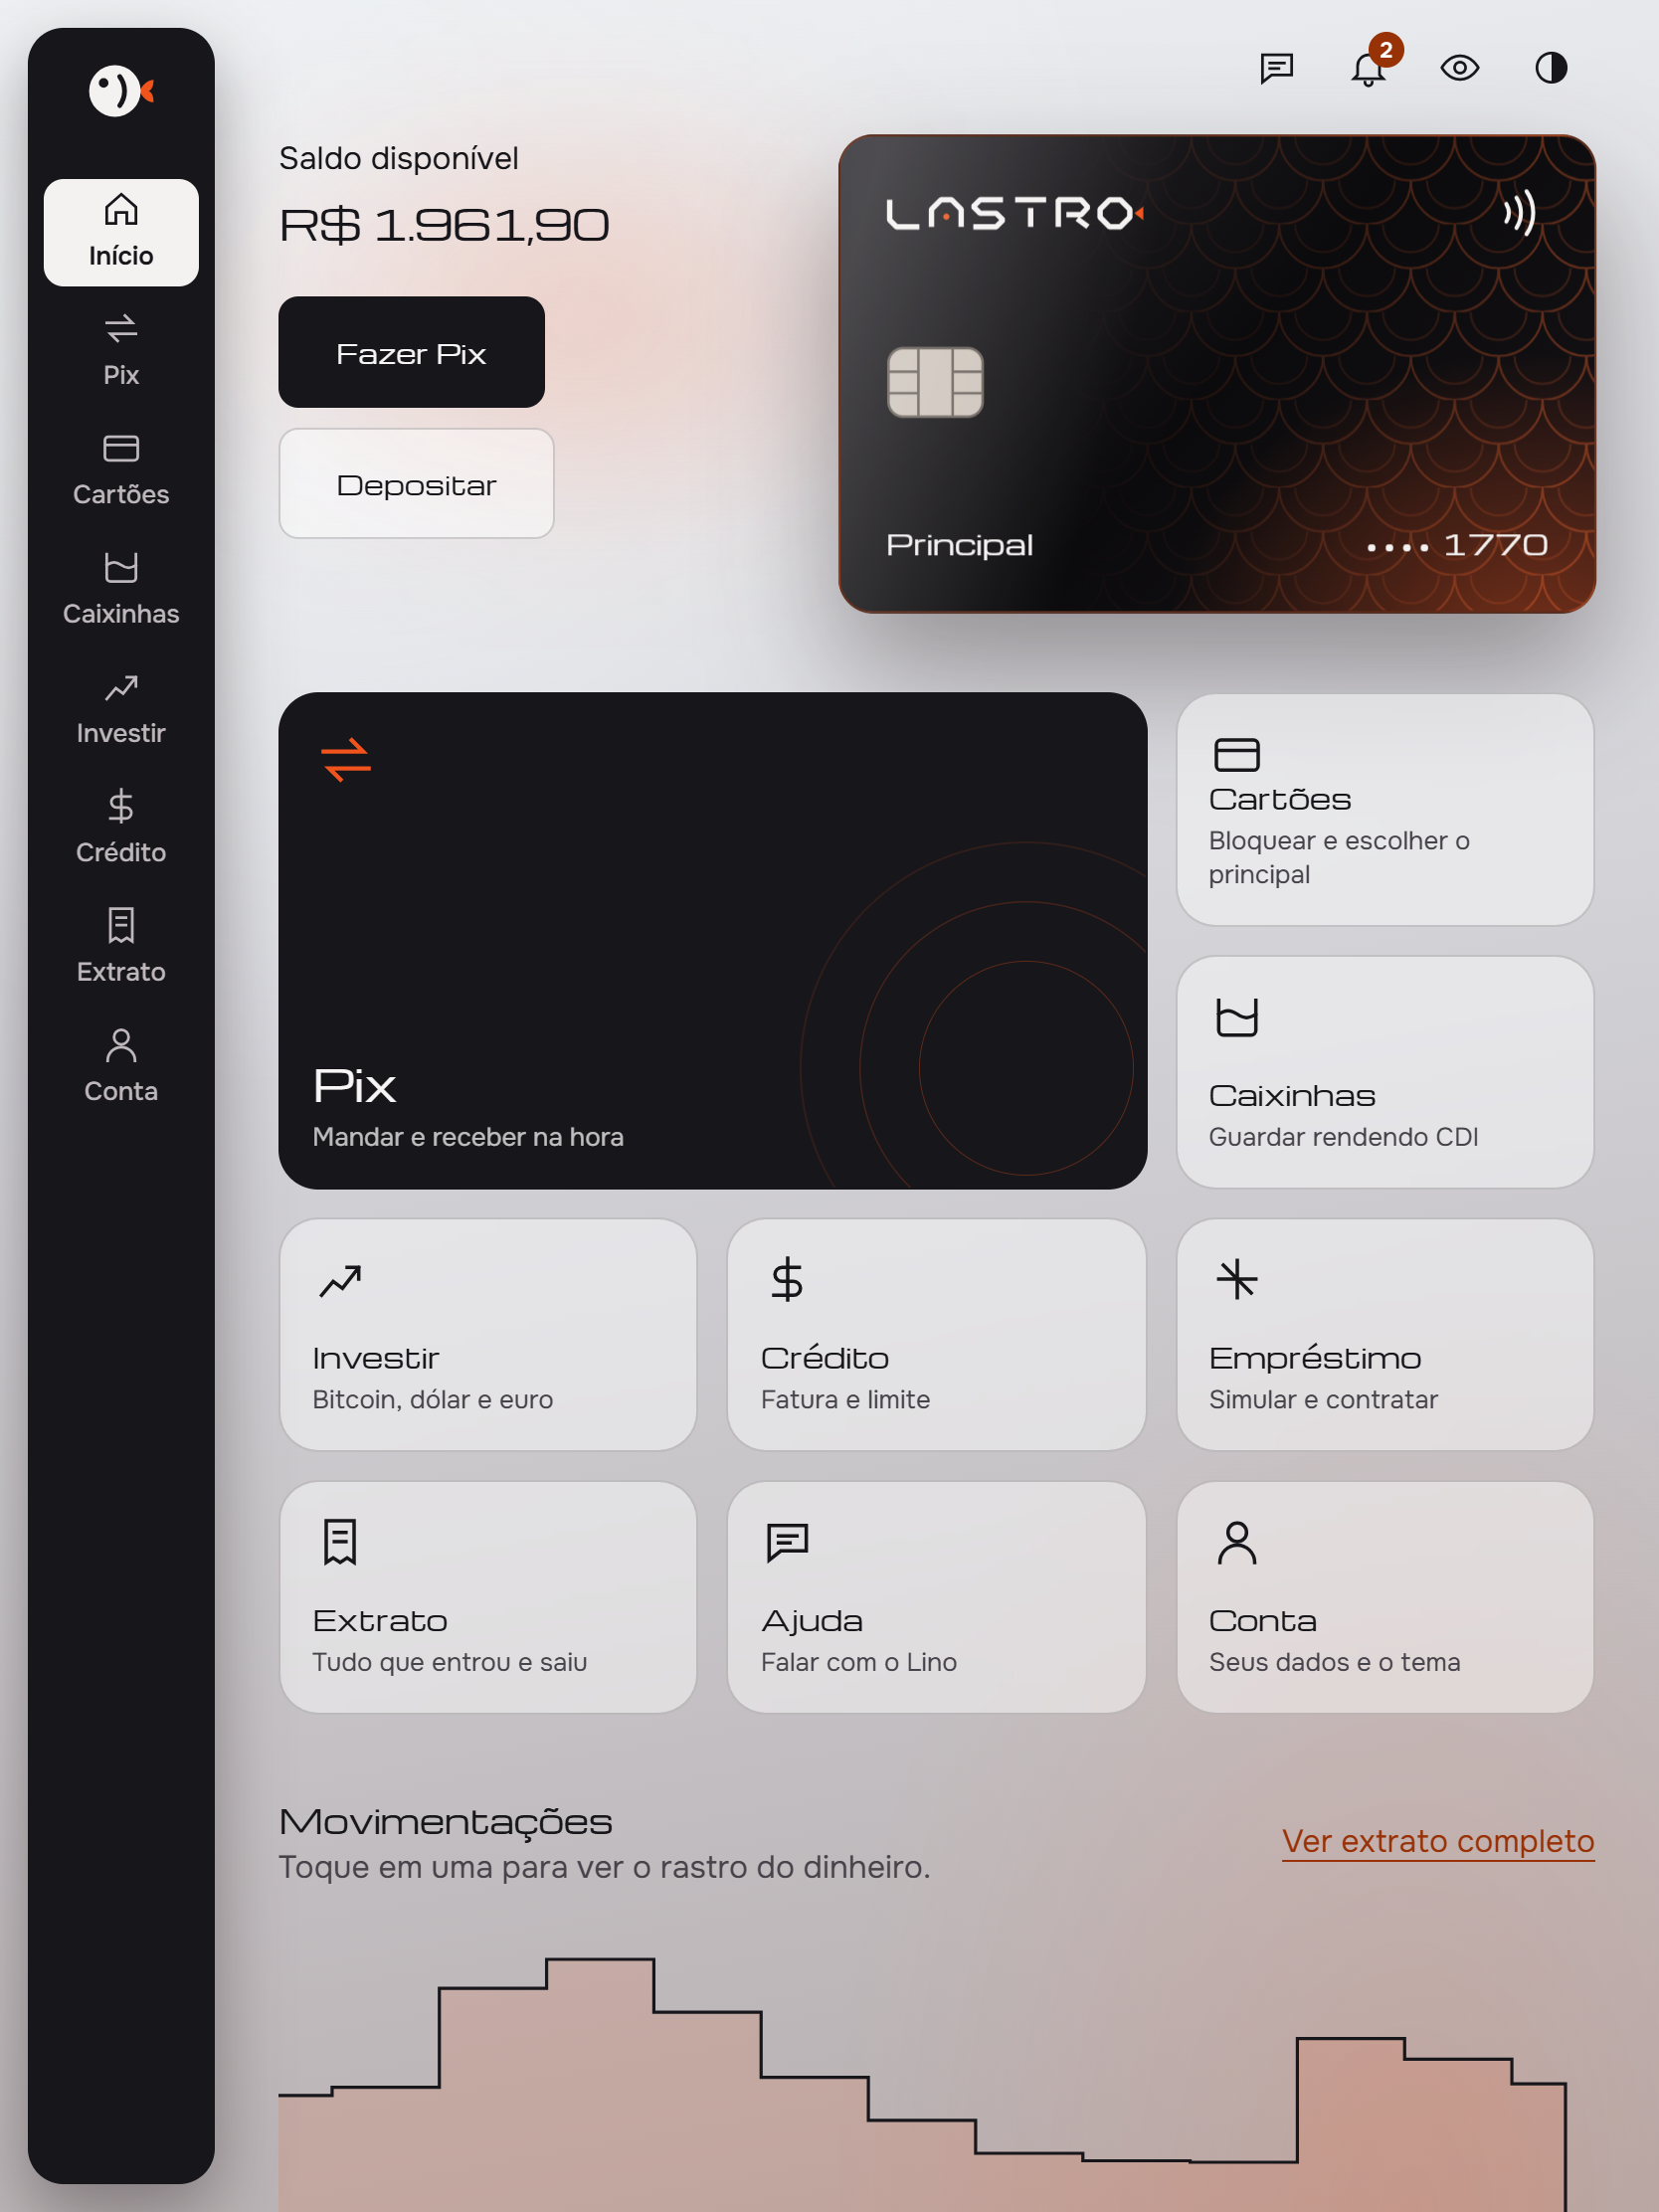 Início
Pix
Cartões
Caixinhas
Investir
Crédito
Extrato
Conta
2
Saldo disponível
R$ 1.961,90
Fazer Pix
Depositar
LASTRO
Principal
•••• 1770
Pix
Mandar e receber na hora
Cartões
Bloquear e escolher o
principal
Caixinhas
Guardar rendendo CDI
Investir
Bitcoin, dólar e euro
Crédito
Fatura e limite
Empréstimo
Simular e contratar
Extrato
Tudo que entrou e saiu
Ajuda
Falar com o Lino
Conta
Seus dados e o tema
Movimentações
Toque em uma para ver o rastro do dinheiro.
Ver extrato completo